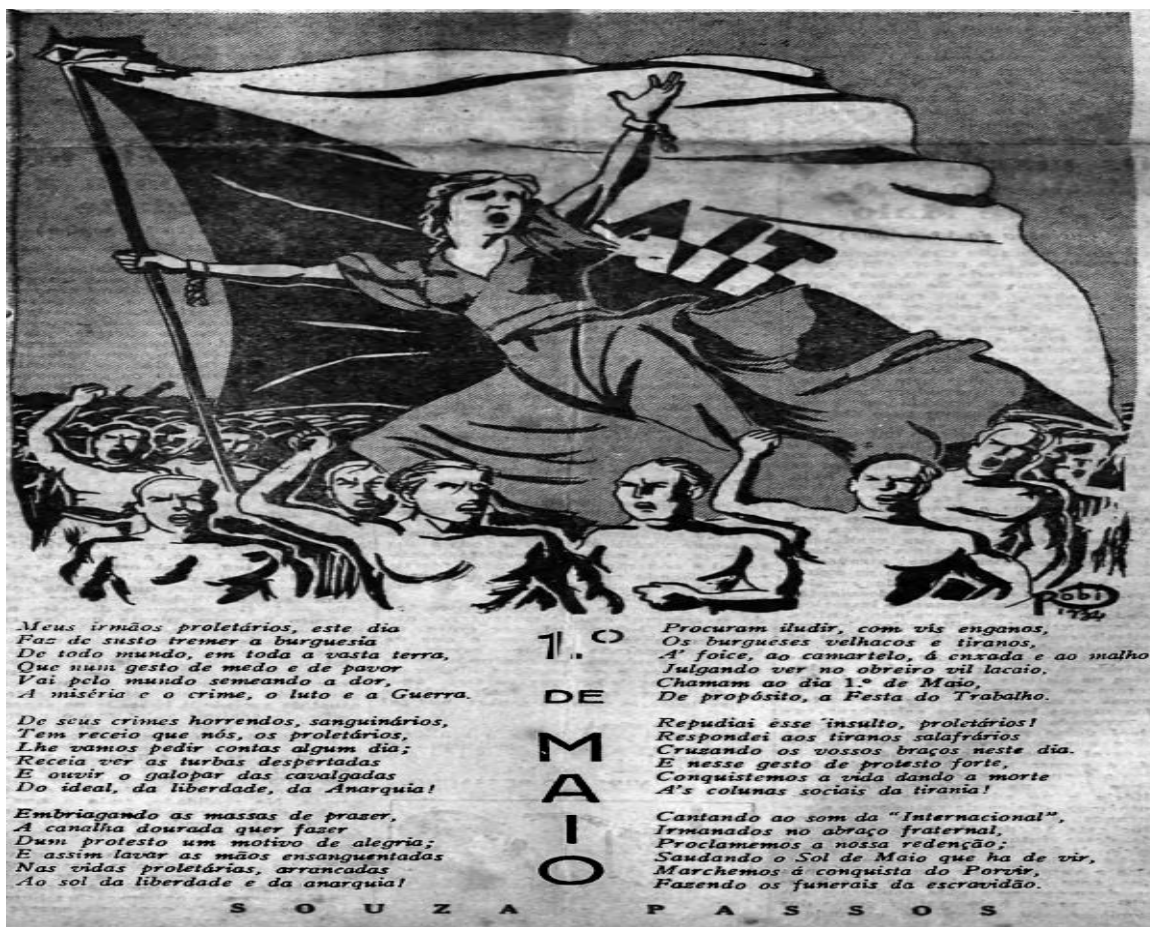 AIT
Robi
1934
Meus irmãos proletários, este dia
Faz de susto tremer a burguesia
De todo mundo, em toda a vasta terra,
Que num gesto de medo e de pavor
Vai pelo mundo semeando a dor,
A miséria e o crime, o luto e a Guerra.
De seus crimes horrendos, sanguinários,
Tem receio que nós, os proletários,
Lhe vamos pedir contas algum dia;
Receia ver as turbas despertadas
E ouvir o galopar das cavalgadas
Do ideal, da liberdade, da Anarquia!
Embriagando as massas de prazer,
A canalha dourada quer fazer
Dum protesto um motivo de alegria;
E assim lavar as mãos ensanguentadas
Nas vidas proletárias, arrancadas
Ao sol da liberdade e da anarquia!
1.º
DE
MAIO
Procuram iludir, com vis enganos,
Os burguêses velhacos e tiranos,
A' foice, ao camartelo, á enxada e ao malho
Julgando ver no obreiro vil lacaio,
Chamam ao dia 1.º de Maio,
De propósito, a Festa do Trabalho.
Repudiai êsse insulto, proletários!
Respondei aos tiranos salafrários
Cruzando os vossos braços neste dia.
E nesse gesto de protesto forte,
Conquistemos a vida dando a morte
A's colunas sociais da tirania!
Cantando ao som da "Internacional",
Irmanados no abraço fraternal,
Proclamemos a nossa redenção;
Saudando o Sol de Maio que ha de vir,
Marchemos á conquista do Porvir,
Fazendo os funerais da escravidão.
SOUZA PASSOS